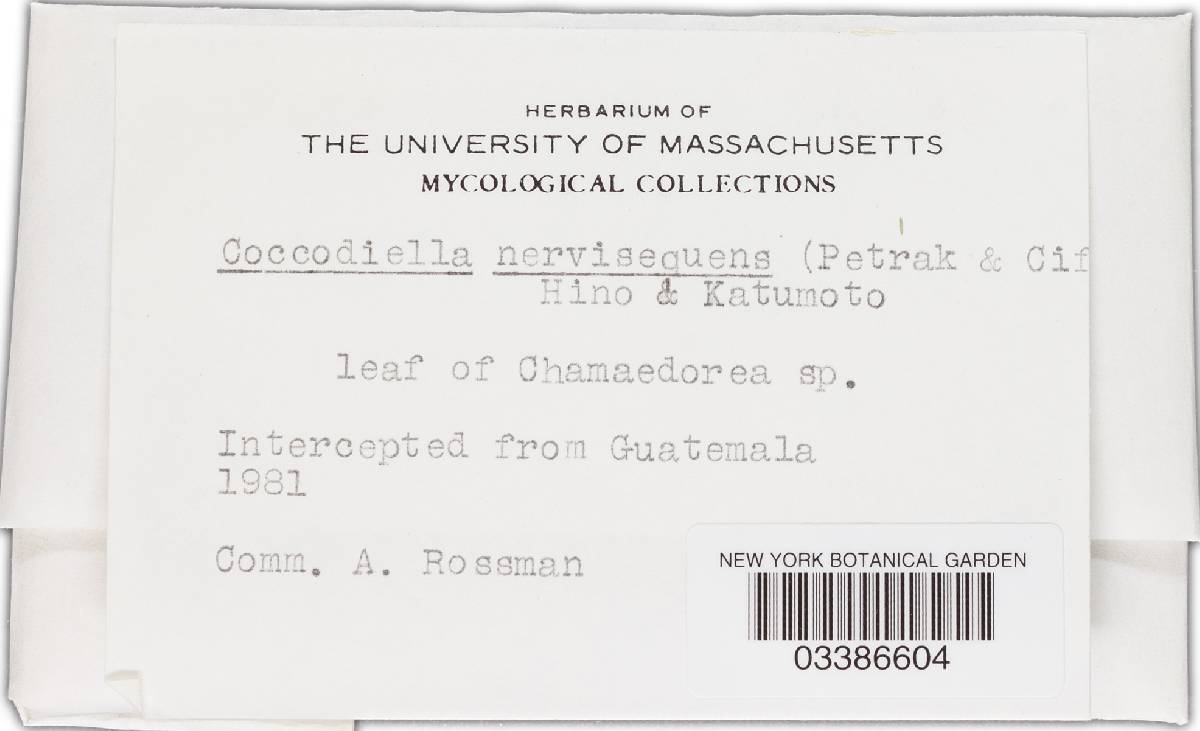 HERBARIUM OF
THE UNIVERSITY OF MASSACHUSETTS
MYCOLOGICAL COLLECTIONS
Coccodiella nervisequens (Petrak & Cif
Hino & Katumoto
leaf of Chamaedorea sp.
Intercepted from Guatemala
1981
Comm. A. Rossman
NEW YORK BOTANICAL GARDEN
03386604